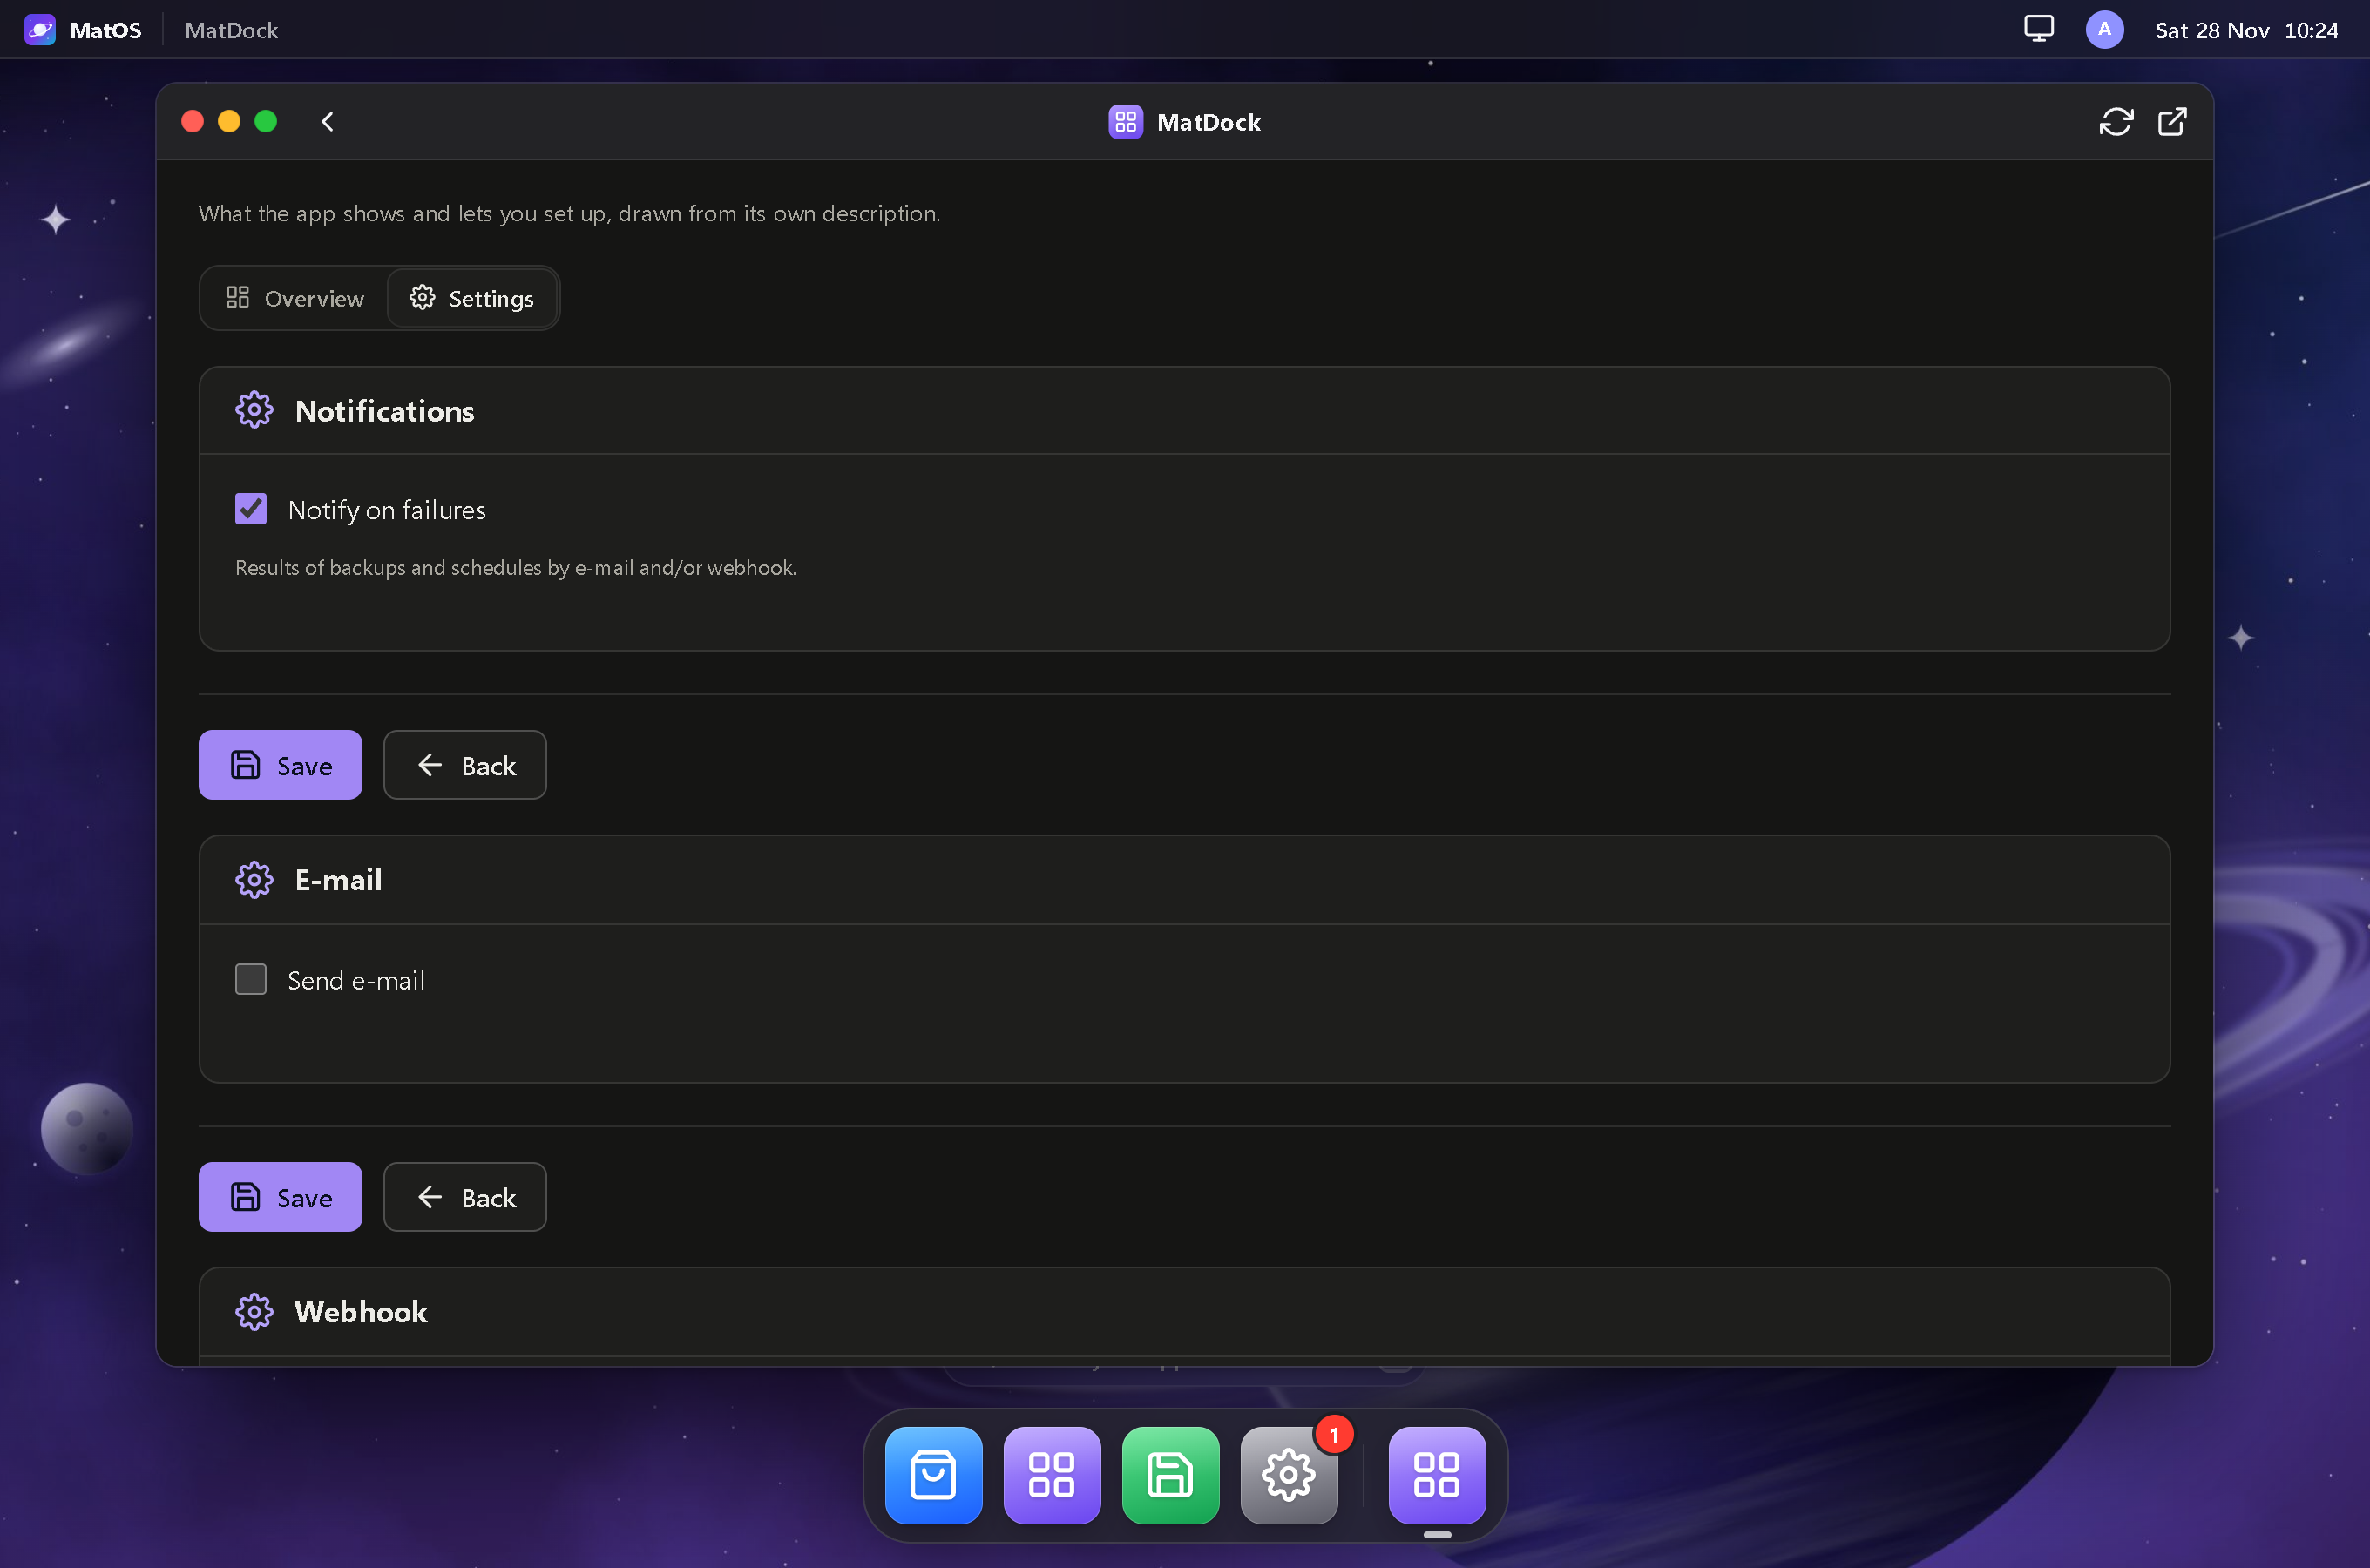 MatOS MatDock A Sat 28 Nov 10:24
MatDock
What the app shows and lets you set up, drawn from its own description.
Overview Settings
Notifications
Notify on failures
Results of backups and schedules by e-mail and/or webhook.
Save Back
E-mail
Send e-mail
Save Back
Webhook
1